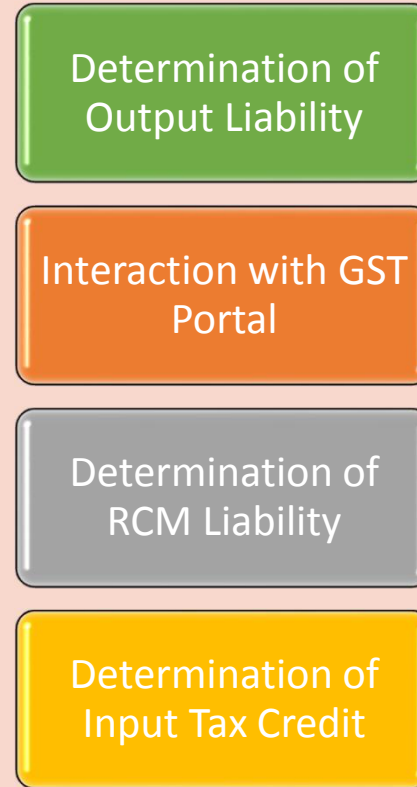 Determination of
Output Liability
Interaction with GST
Portal
Determination of
RCM Liability
Determination of
Input Tax Credit